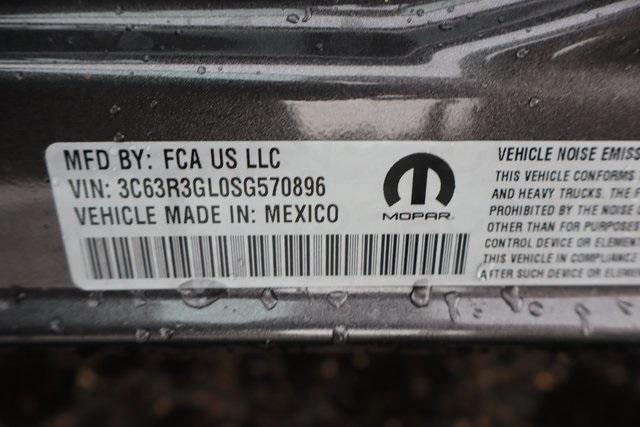 MFD BY: FCA US LLC
VIN: 3C63R3GL0SG570896
VEHICLE MADE IN: MEXICO
MOPAR
VEHICLE NOISE EMISS
THIS VEHICLE CONFORMS
AND HEAVY TRUCKS. THE
PROHIBITED BY THE NOISE
OTHER THAN FOR PURPOSES
CONTROL DEVICE OR ELEMEN
THIS VEHICLE IN COMPLIANCE
AFTER SUCH DEVICE OR ELEME